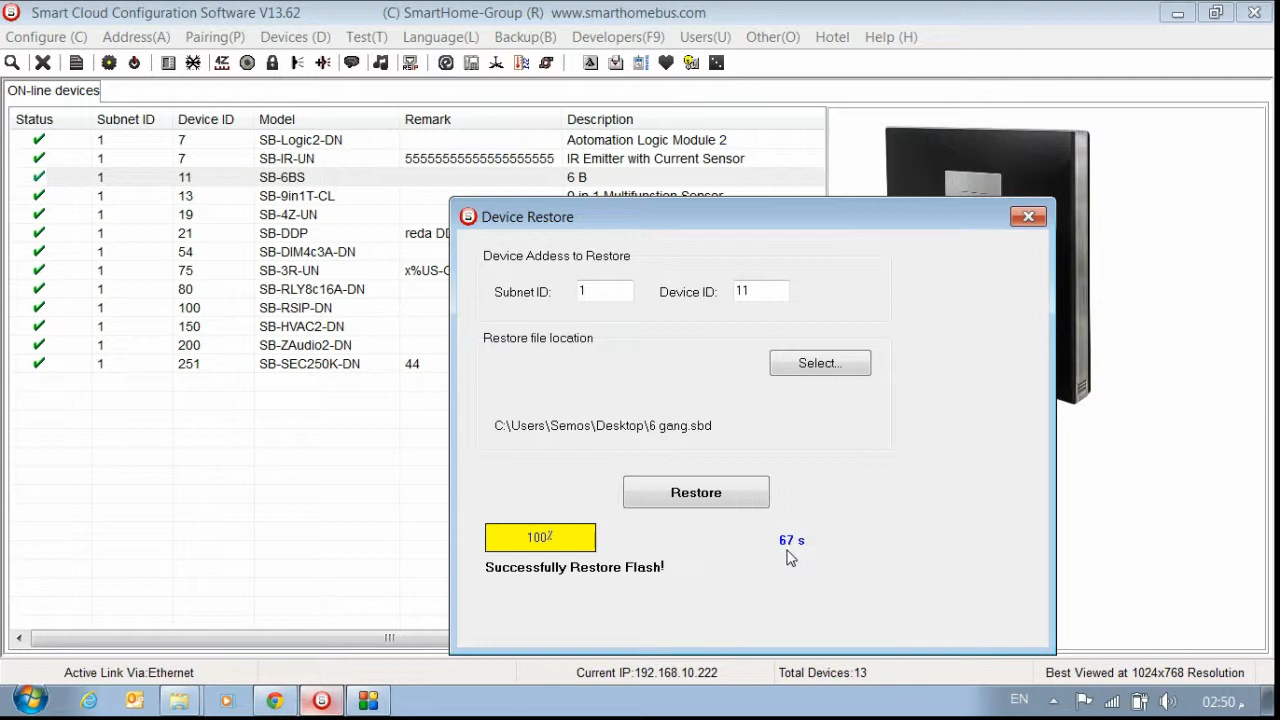 Smart Cloud Configuration Software V13.62 (C) SmartHome-Group (R) www.smarthomebus.com
Configure (C) Address(A) Pairing(P) Devices (D) Test(T) Language(L) Backup(B) Developers(F9) Users(U) Other(O) Hotel Help (H)
ON-line devices
Status Subnet ID Device ID Model Remark Description
1 7 SB-Logic2-DN Aotomation Logic Module 2
1 7 SB-IR-UN 55555555555555555555 IR Emitter with Current Sensor
1 11 SB-6BS 6 B
1 13 SB-9in1T-CL 9 in 1 Multifunction Sensor
1 19 SB-4Z-UN
1 21 SB-DDP reda
1 54 SB-DIM4c3A-DN
1 75 SB-3R-UN
1 80 SB-RLY8c16A-DN
1 100 SB-RSIP-DN
1 150 SB-HVAC2-DN
1 200 SB-ZAudio2-DN
1 251 SB-SEC250K-DN 44
Device Restore
Device Addess to Restore
Subnet ID: 1 Device ID: 11
Restore file location
Select...
C:\Users\Semos\Desktop\6 gang.sbd
Restore
100% 67 s
Successfully Restore Flash!
Active Link Via:Ethernet Current IP:192.168.10.222 Total Devices:13 Best Viewed at 1024x768 Resolution
EN 02:50 م